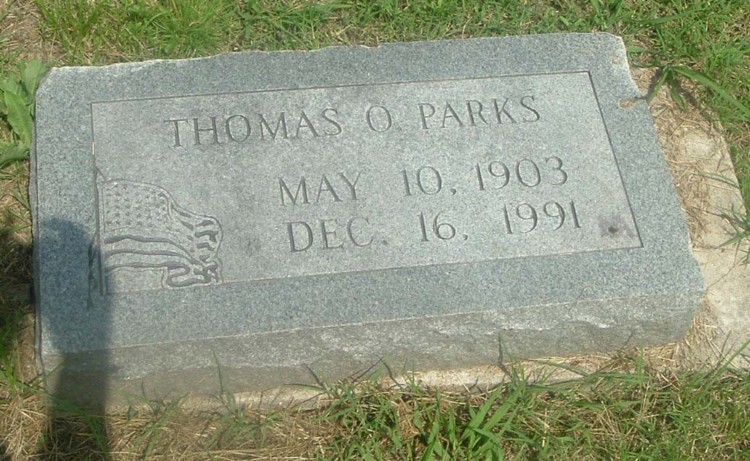 THOMAS O. PARKS
MAY 10, 1903
DEC. 16, 1991